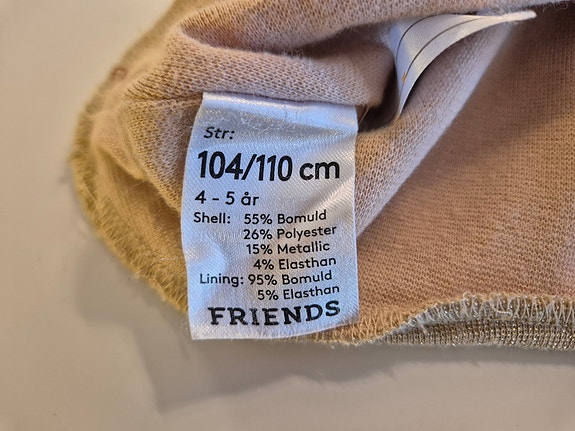 Str:
104/110 cm
4 - 5 år
Shell: 55% Bomuld
26% Polyester
15% Metallic
4% Elasthan
Lining: 95% Bomuld
5% Elasthan
FRIENDS